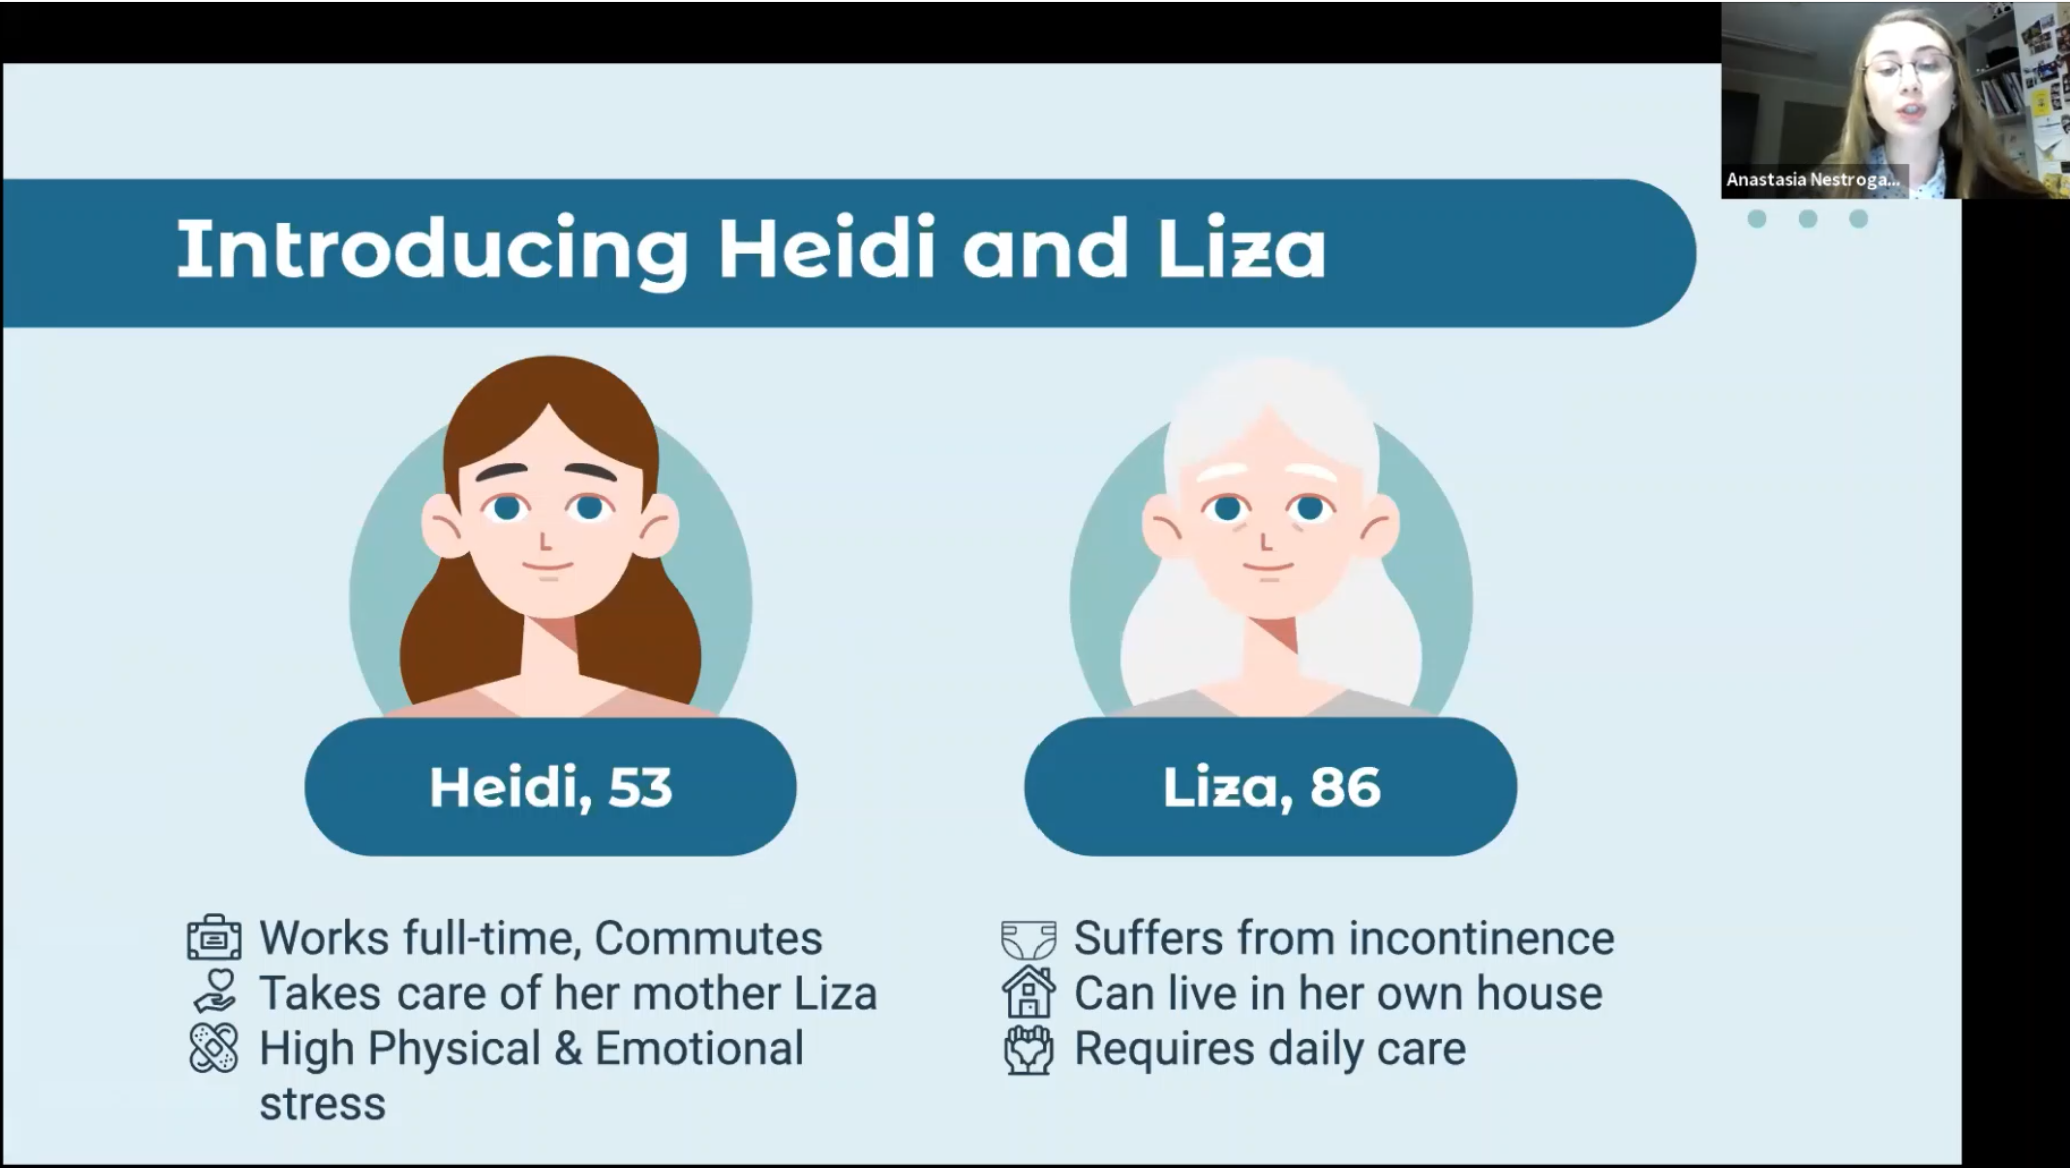 Anastasia Nestroga...
Introducing Heidi and Liza
Heidi, 53
Works full-time, Commutes
Takes care of her mother Liza
High Physical & Emotional
stress
Liza, 86
Suffers from incontinence
Can live in her own house
Requires daily care